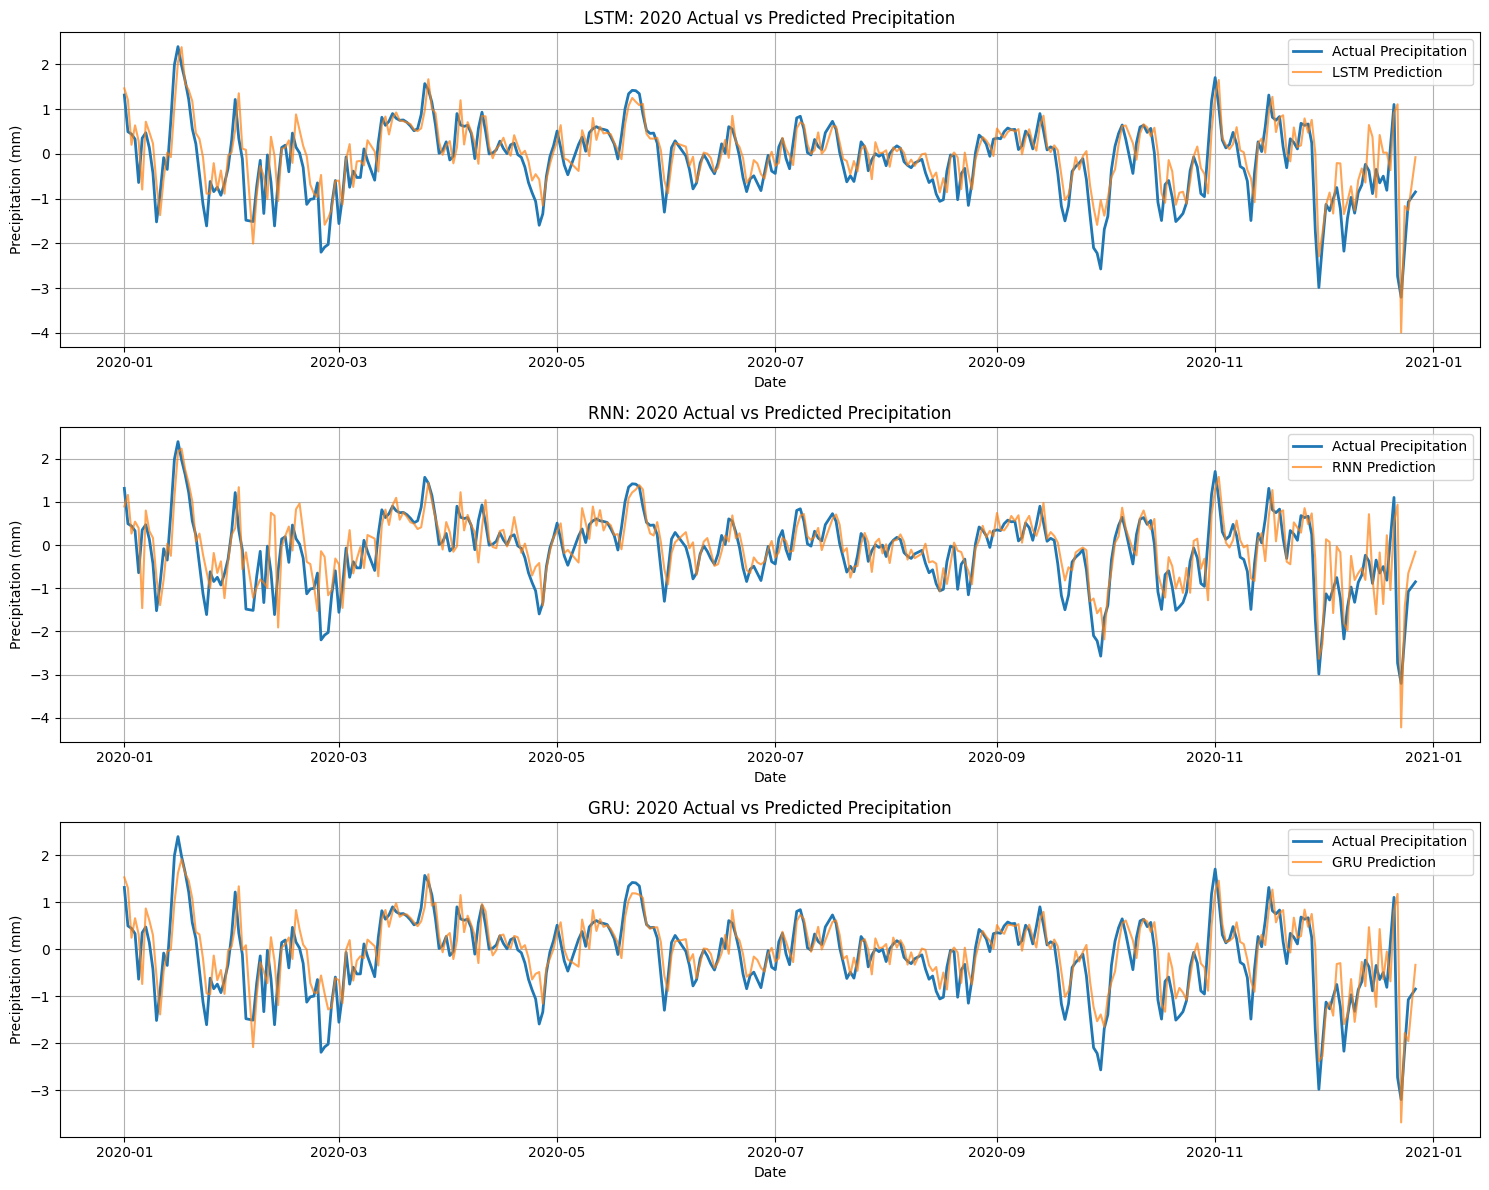 LSTM: 2020 Actual vs Predicted Precipitation
Actual Precipitation
LSTM Prediction
Precipitation (mm)
2
1
0
−1
−2
−3
−4
2020-01 2020-03 2020-05 2020-07 2020-09 2020-11 2021-01
Date
RNN: 2020 Actual vs Predicted Precipitation
Actual Precipitation
RNN Prediction
Precipitation (mm)
2
1
0
−1
−2
−3
−4
2020-01 2020-03 2020-05 2020-07 2020-09 2020-11 2021-01
Date
GRU: 2020 Actual vs Predicted Precipitation
Actual Precipitation
GRU Prediction
Precipitation (mm)
2
1
0
−1
−2
−3
2020-01 2020-03 2020-05 2020-07 2020-09 2020-11 2021-01
Date